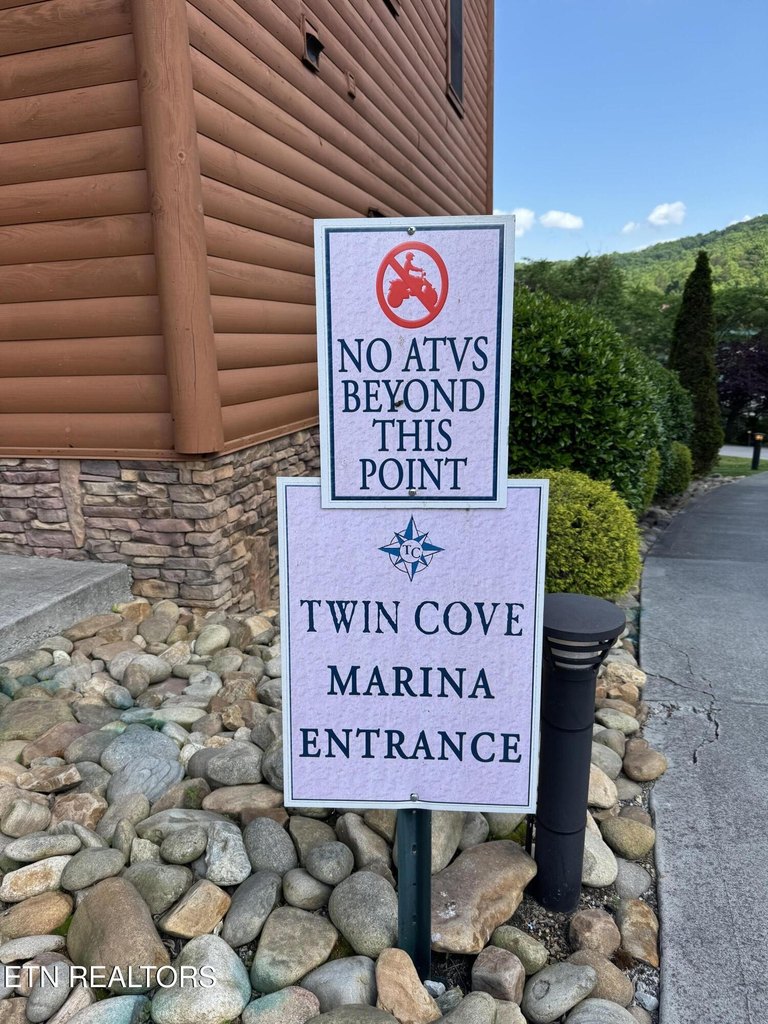 NO ATVS
BEYOND
THIS
POINT
TC
TWIN COVE
MARINA
ENTRANCE
ETN REALTORS